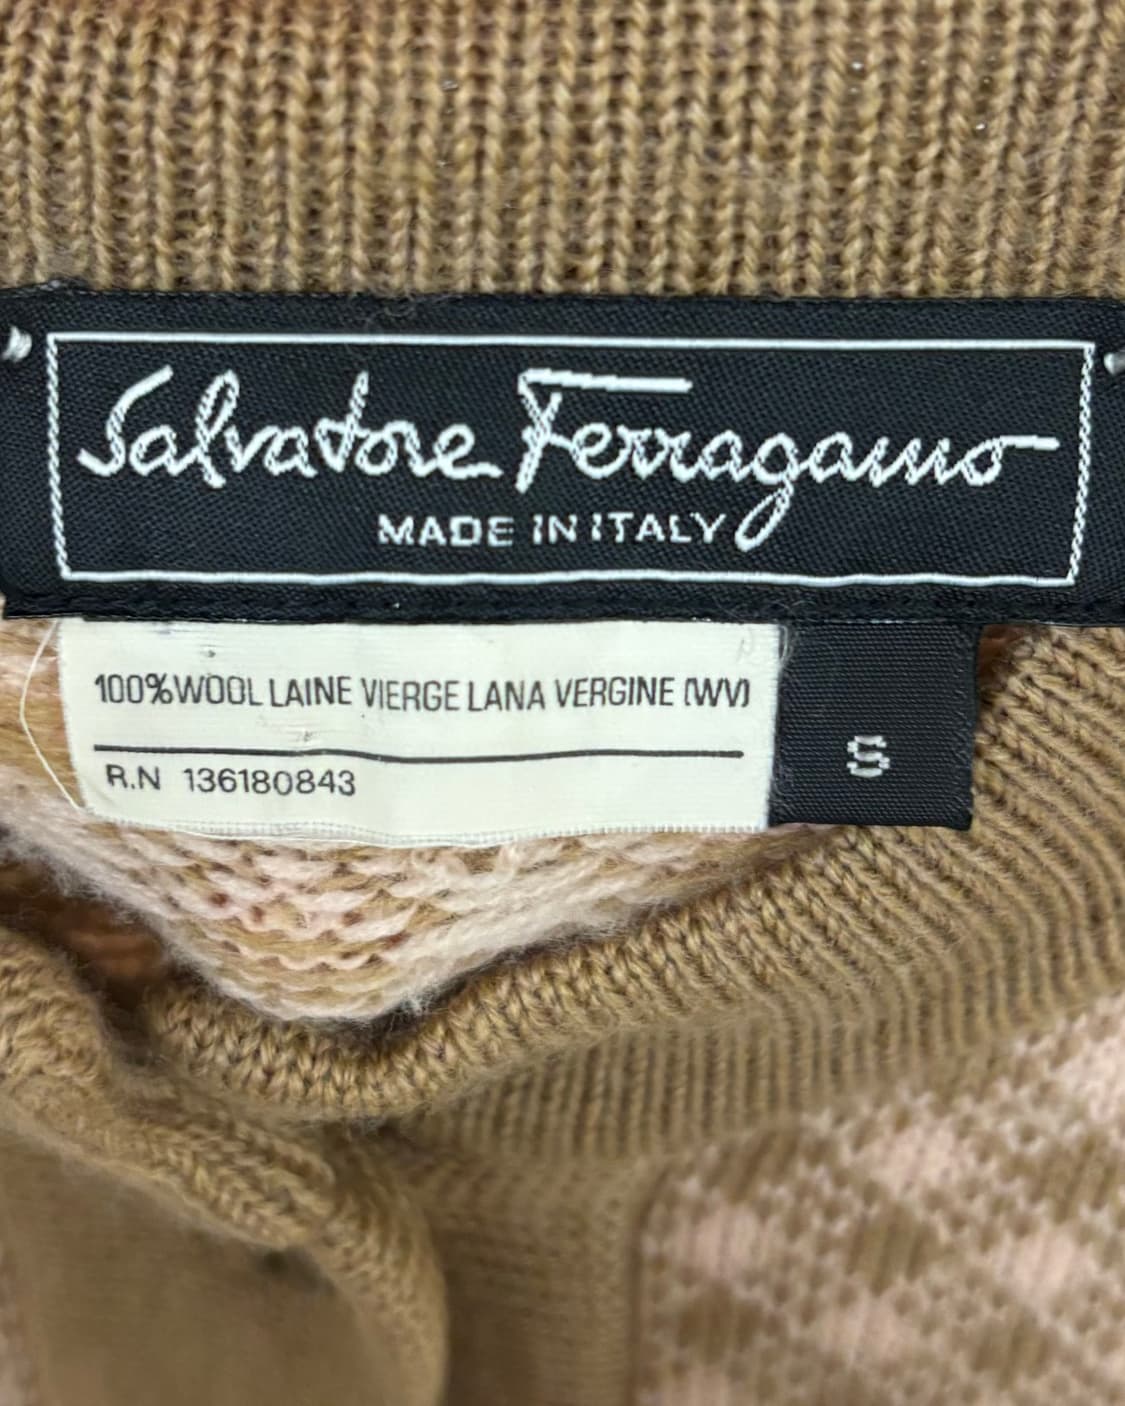 Salvatore Ferragamo
MADE IN ITALY
100%WOOL LAINE VIERGE LANA VERGINE (WV)
R.N 136180843
S